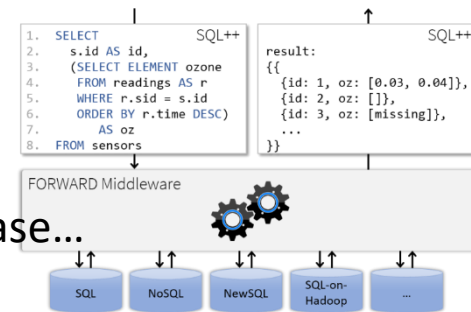 SQL++
1. SELECT
2. s.id AS id,
3. (SELECT ELEMENT ozone
4. FROM readings AS r
5. WHERE r.sid = s.id
6. ORDER BY r.time DESC)
7. AS oz
8. FROM sensors
SQL++
result:
{{
{id: 1, oz: [0.03, 0.04]},
{id: 2, oz: []},
{id: 3, oz: [missing]},
...
}}
FORWARD Middleware
ase...
SQL
NoSQL
NewSQL
SQL-on-
Hadoop
...